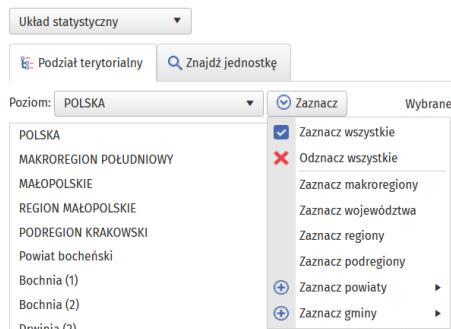 Układ statystyczny
Podział terytorialny
Znajdź jednostkę
Poziom: POLSKA
Zaznacz
Wybrane
POLSKA
MAKROREGION POŁUDNIOWY
MAŁOPOLSKIE
REGION MAŁOPOLSKIE
PODREGION KRAKOWSKI
Powiat bocheński
Bochnia (1)
Bochnia (2)
Drwinia (2)
Zaznacz wszystkie
Odznacz wszystkie
Zaznacz makroregiony
Zaznacz województwa
Zaznacz regiony
Zaznacz podregiony
Zaznacz powiaty
Zaznacz gminy